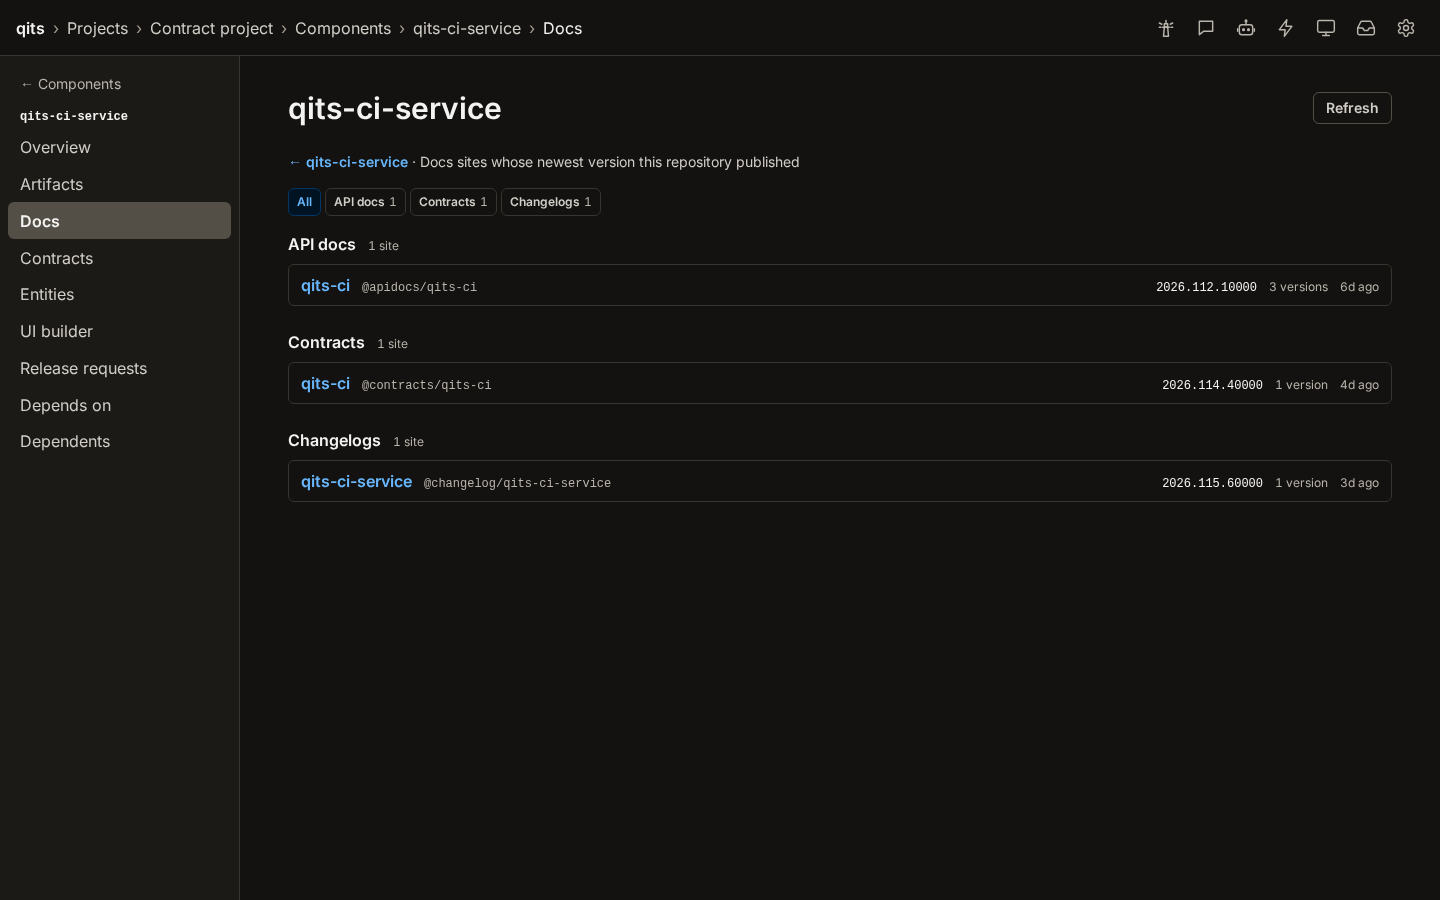 qits › Projects › Contract project › Components › qits-ci-service › Docs
← Components
qits-ci-service
Overview
Artifacts
Docs
Contracts
Entities
UI builder
Release requests
Depends on
Dependents
qits-ci-service
Refresh
← qits-ci-service · Docs sites whose newest version this repository published
All
API docs 1
Contracts 1
Changelogs 1
API docs 1 site
qits-ci @apidocs/qits-ci 2026.112.10000 3 versions 6d ago
Contracts 1 site
qits-ci @contracts/qits-ci 2026.114.40000 1 version 4d ago
Changelogs 1 site
qits-ci-service @changelog/qits-ci-service 2026.115.60000 1 version 3d ago